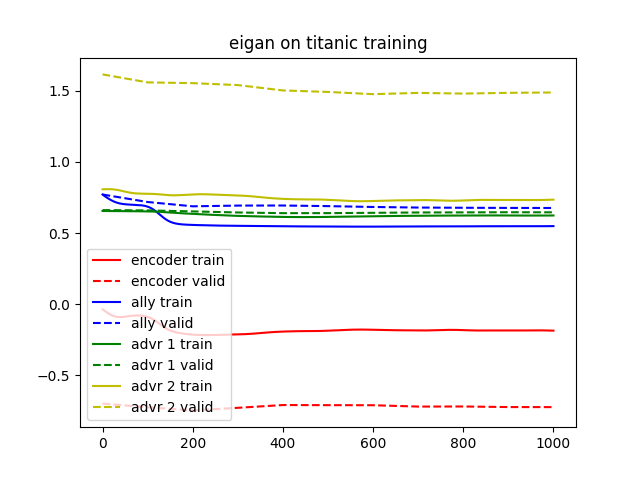 eigan on titanic training
1.5
1.0
0.5
0.0
−0.5
encoder train
encoder valid
ally train
ally valid
advr 1 train
advr 1 valid
advr 2 train
advr 2 valid
0 200 400 600 800 1000